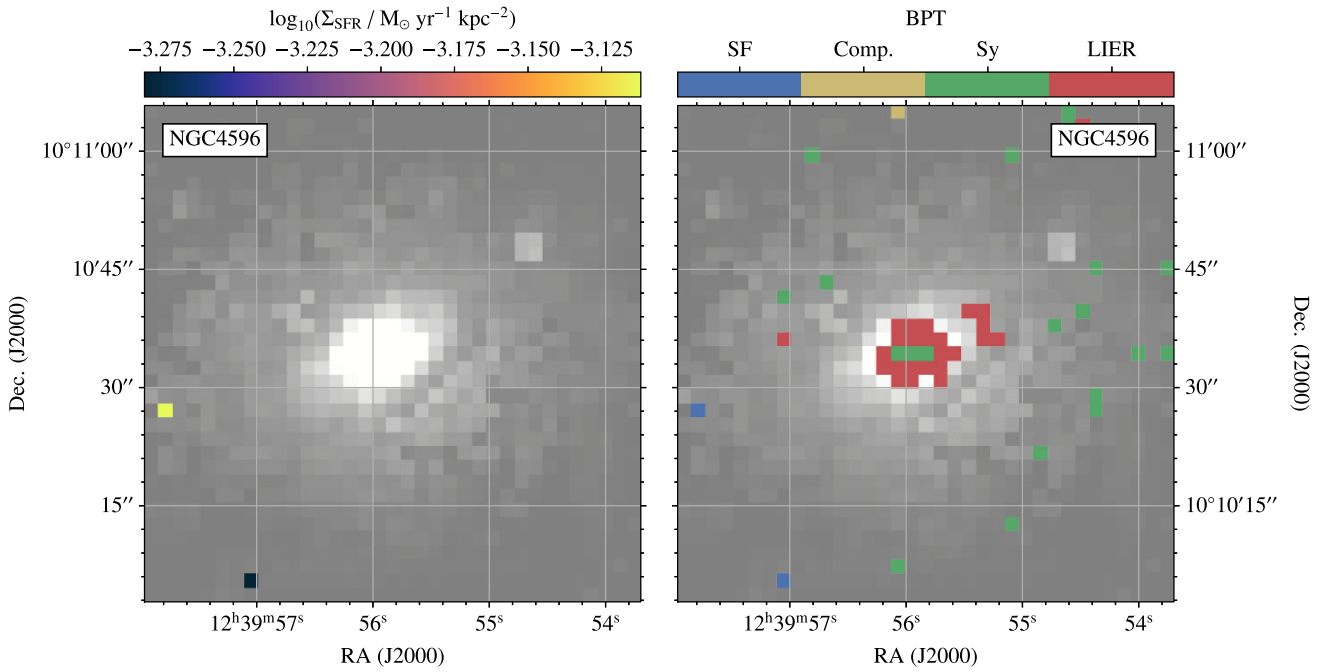 log₁₀(Σ_SFR / M_⊙ yr⁻¹ kpc⁻²)
−3.275 −3.250 −3.225 −3.200 −3.175 −3.150 −3.125
NGC4596
10°11′00′′
10′45′′
30′′
15′′
Dec. (J2000)
12ʰ39ᵐ57ˢ 56ˢ 55ˢ 54ˢ
RA (J2000)
BPT
SF Comp. Sy LIER
NGC4596
11′00′′
45′′
30′′
10°10′15′′
Dec. (J2000)
12ʰ39ᵐ57ˢ 56ˢ 55ˢ 54ˢ
RA (J2000)